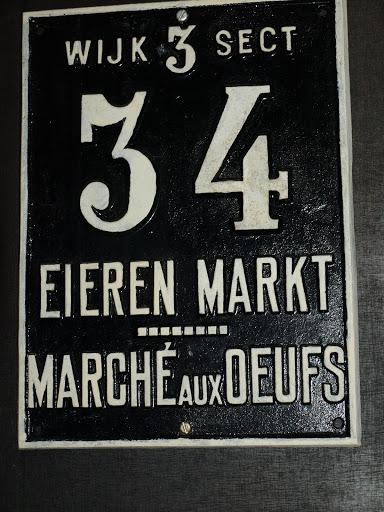 WIJK 3 SECT
34
EIEREN MARKT
MARCHÉ AUX OEUFS